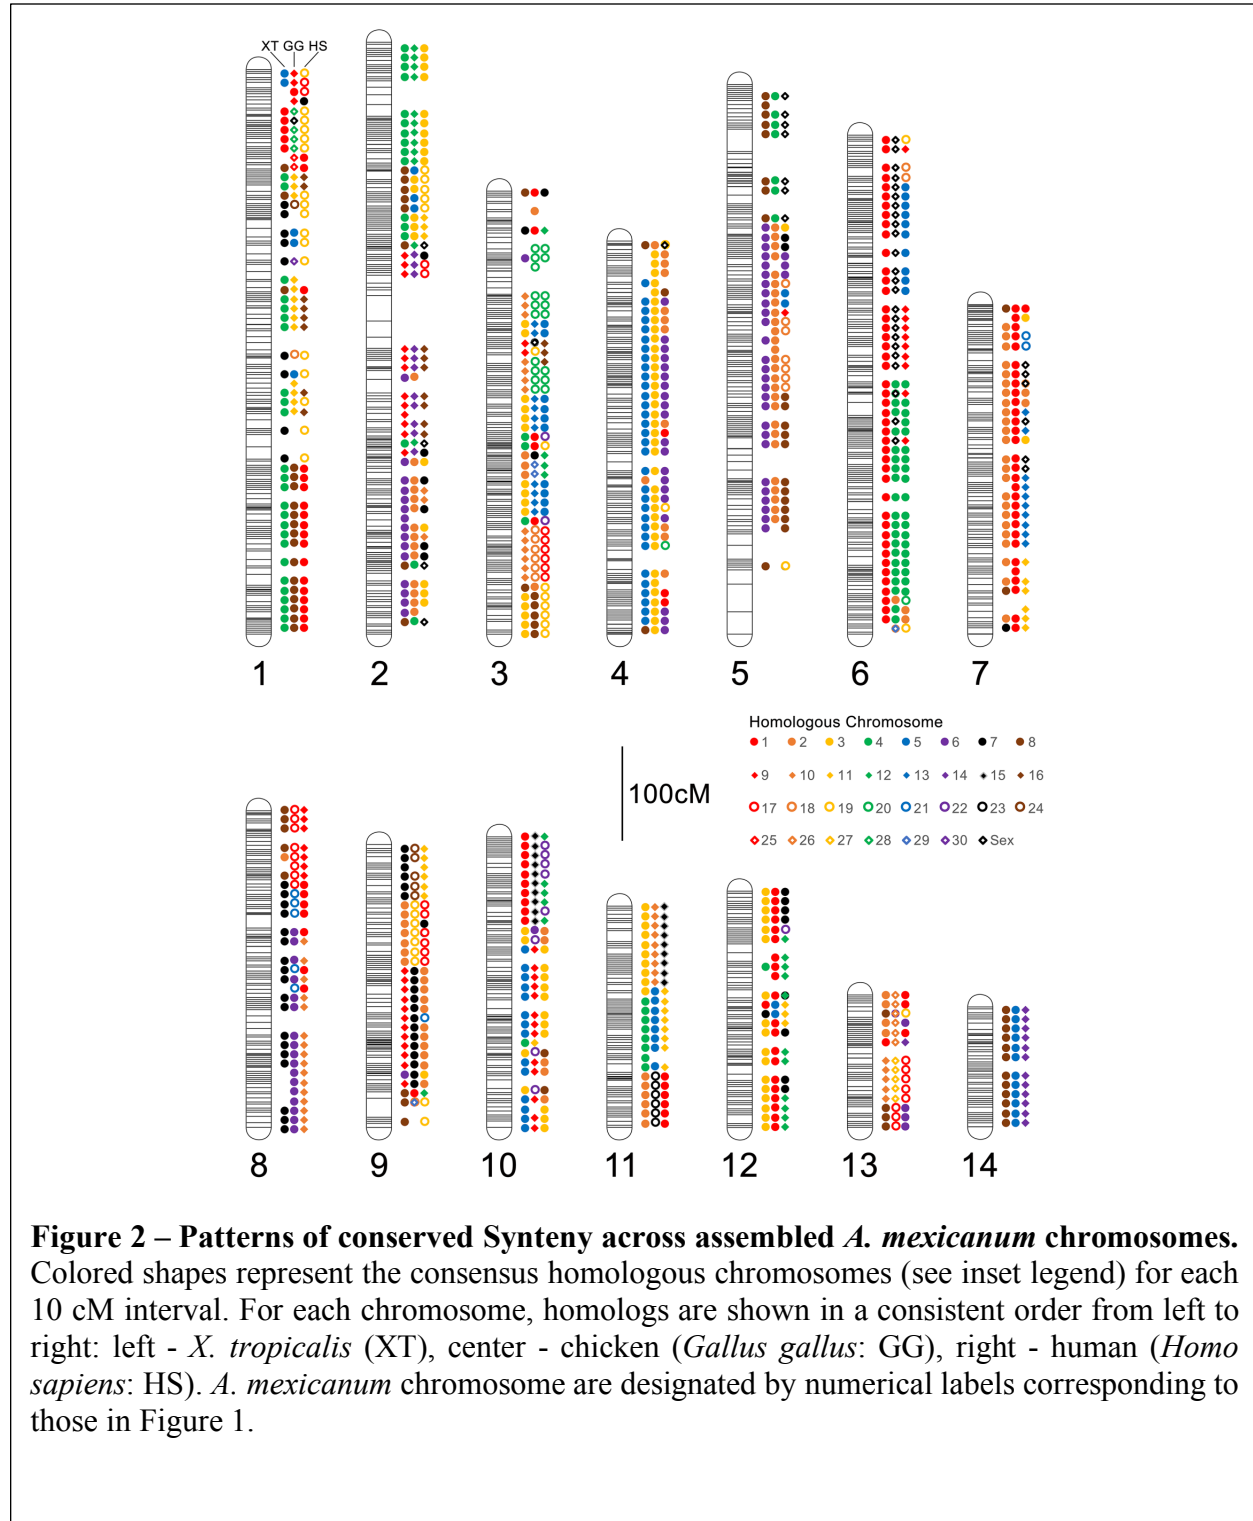 XT GG HS
1 2 3 4 5 6 7
Homologous Chromosome
1 2 3 4 5 6 7 8
9 10 11 12 13 14 15 16
17 18 19 20 21 22 23 24
25 26 27 28 29 30 Sex
100cM
8 9 10 11 12 13 14
Figure 2 – Patterns of conserved Synteny across assembled A. mexicanum chromosomes.
Colored shapes represent the consensus homologous chromosomes (see inset legend) for each
10 cM interval. For each chromosome, homologs are shown in a consistent order from left to
right: left - X. tropicalis (XT), center - chicken (Gallus gallus: GG), right - human (Homo
sapiens: HS). A. mexicanum chromosome are designated by numerical labels corresponding to
those in Figure 1.